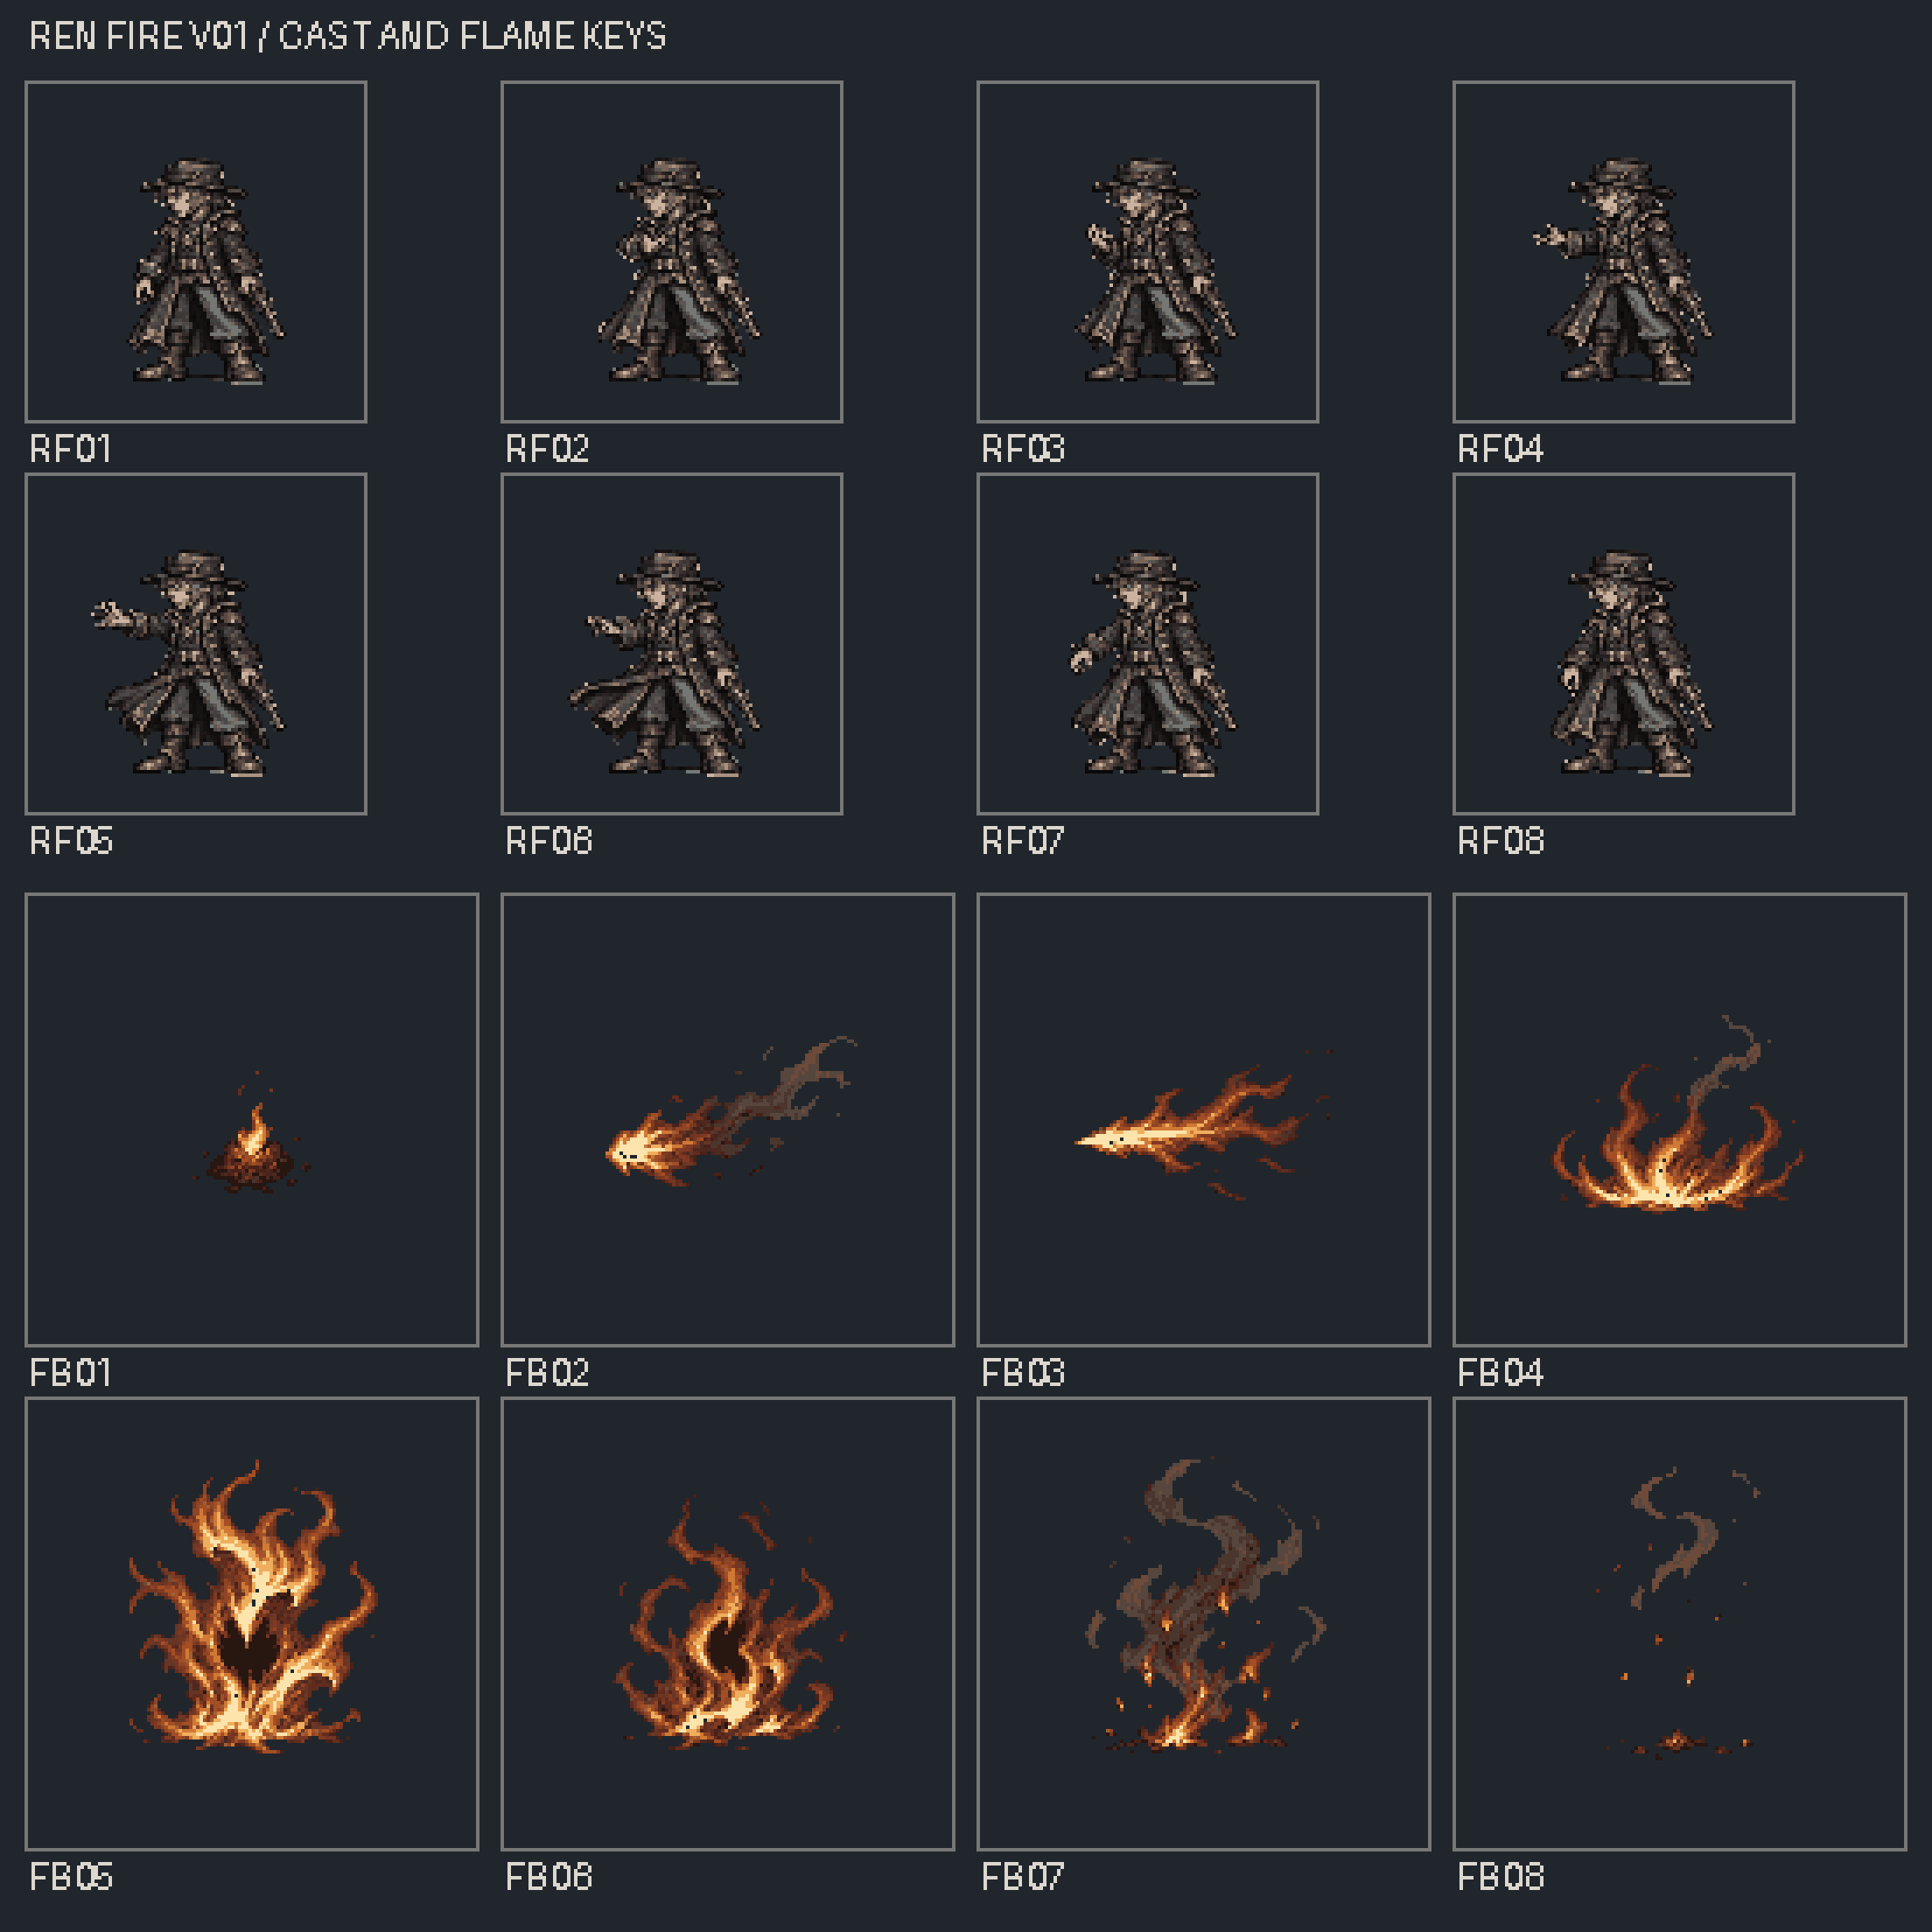 REN FIRE V01 / CAST AND FLAME KEYS
RF01 RF02 RF03 RF04
RF05 RF06 RF07 RF08
FB01 FB02 FB03 FB04
FB05 FB06 FB07 FB08